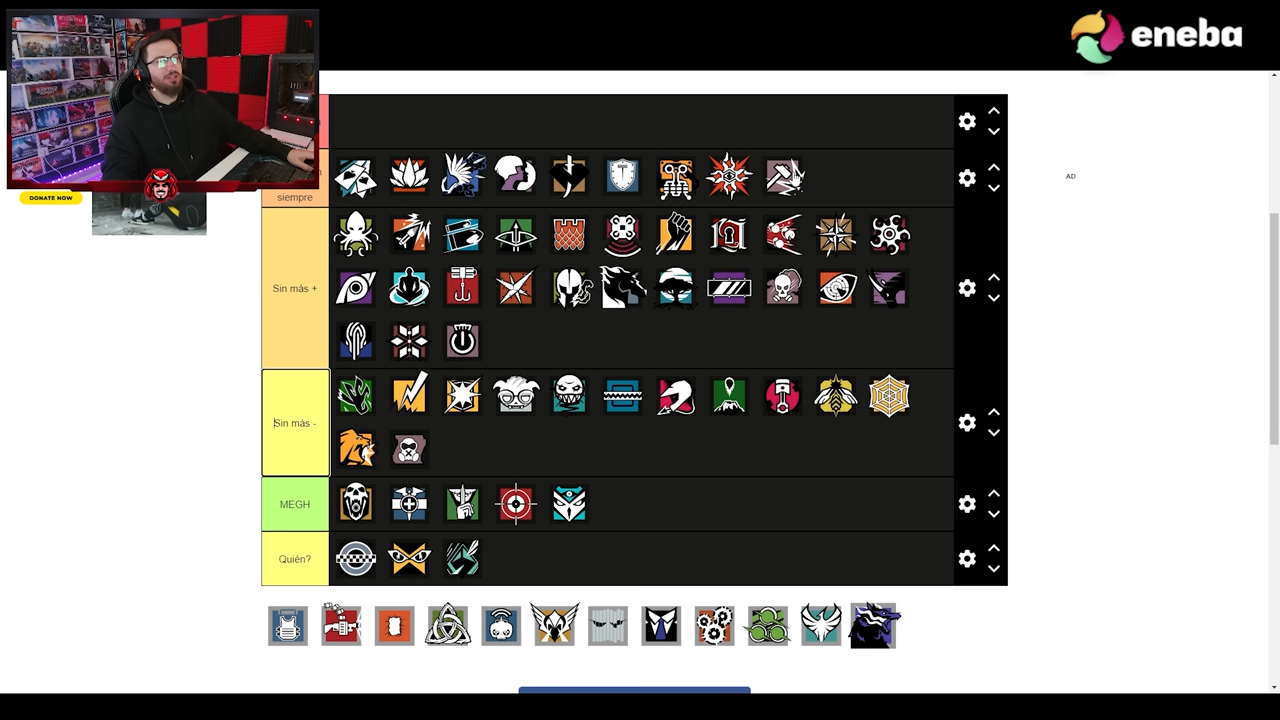 eneba
DONATE NOW
siempre
AD
Sin más +
Sin más -
MEGH
Quién?